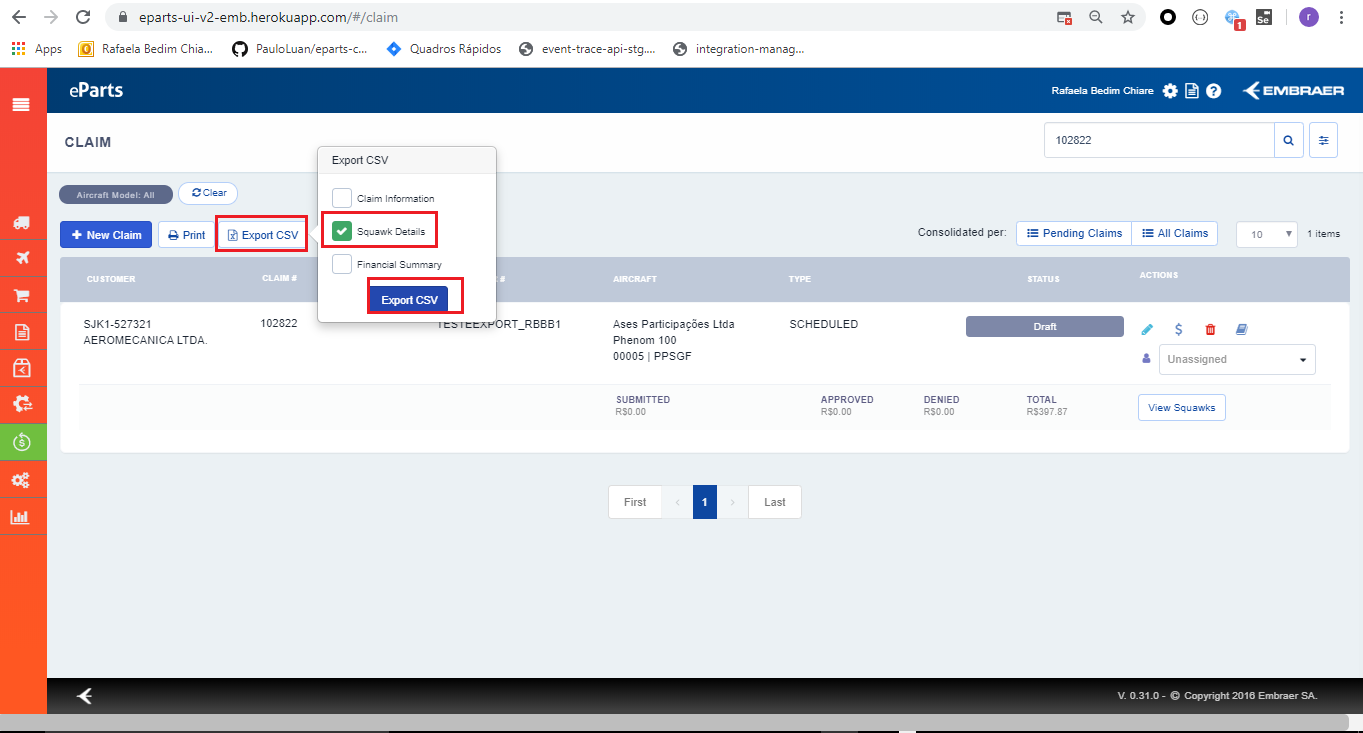 eparts-ui-v2-emb.herokuapp.com/#/claim
1
Se
r
Apps
Rafaela Bedim Chia...
PauloLuan/eparts-c...
Quadros Rápidos
event-trace-api-stg....
integration-manag...
eParts
Rafaela Bedim Chiare
EMBRAER
CLAIM
102822
Export CSV
Claim Information
Squawk Details
Financial Summary
Export CSV
Aircraft Model: All
Clear
New Claim
Print
Export CSV
Consolidated per:
Pending Claims
All Claims
10
1 items
CUSTOMER
CLAIM #
#
AIRCRAFT
TYPE
STATUS
ACTIONS
SJK1-527321
AEROMECANICA LTDA.
102822
TESTEEXPORT_RBBB1
Ases Participações Ltda
Phenom 100
00005 | PPSGF
SCHEDULED
Draft
Unassigned
SUBMITTED
R$0.00
APPROVED
R$0.00
DENIED
R$0.00
TOTAL
R$397.87
View Squawks
First
‹
1
›
Last
V. 0.31.0 - © Copyright 2016 Embraer SA.